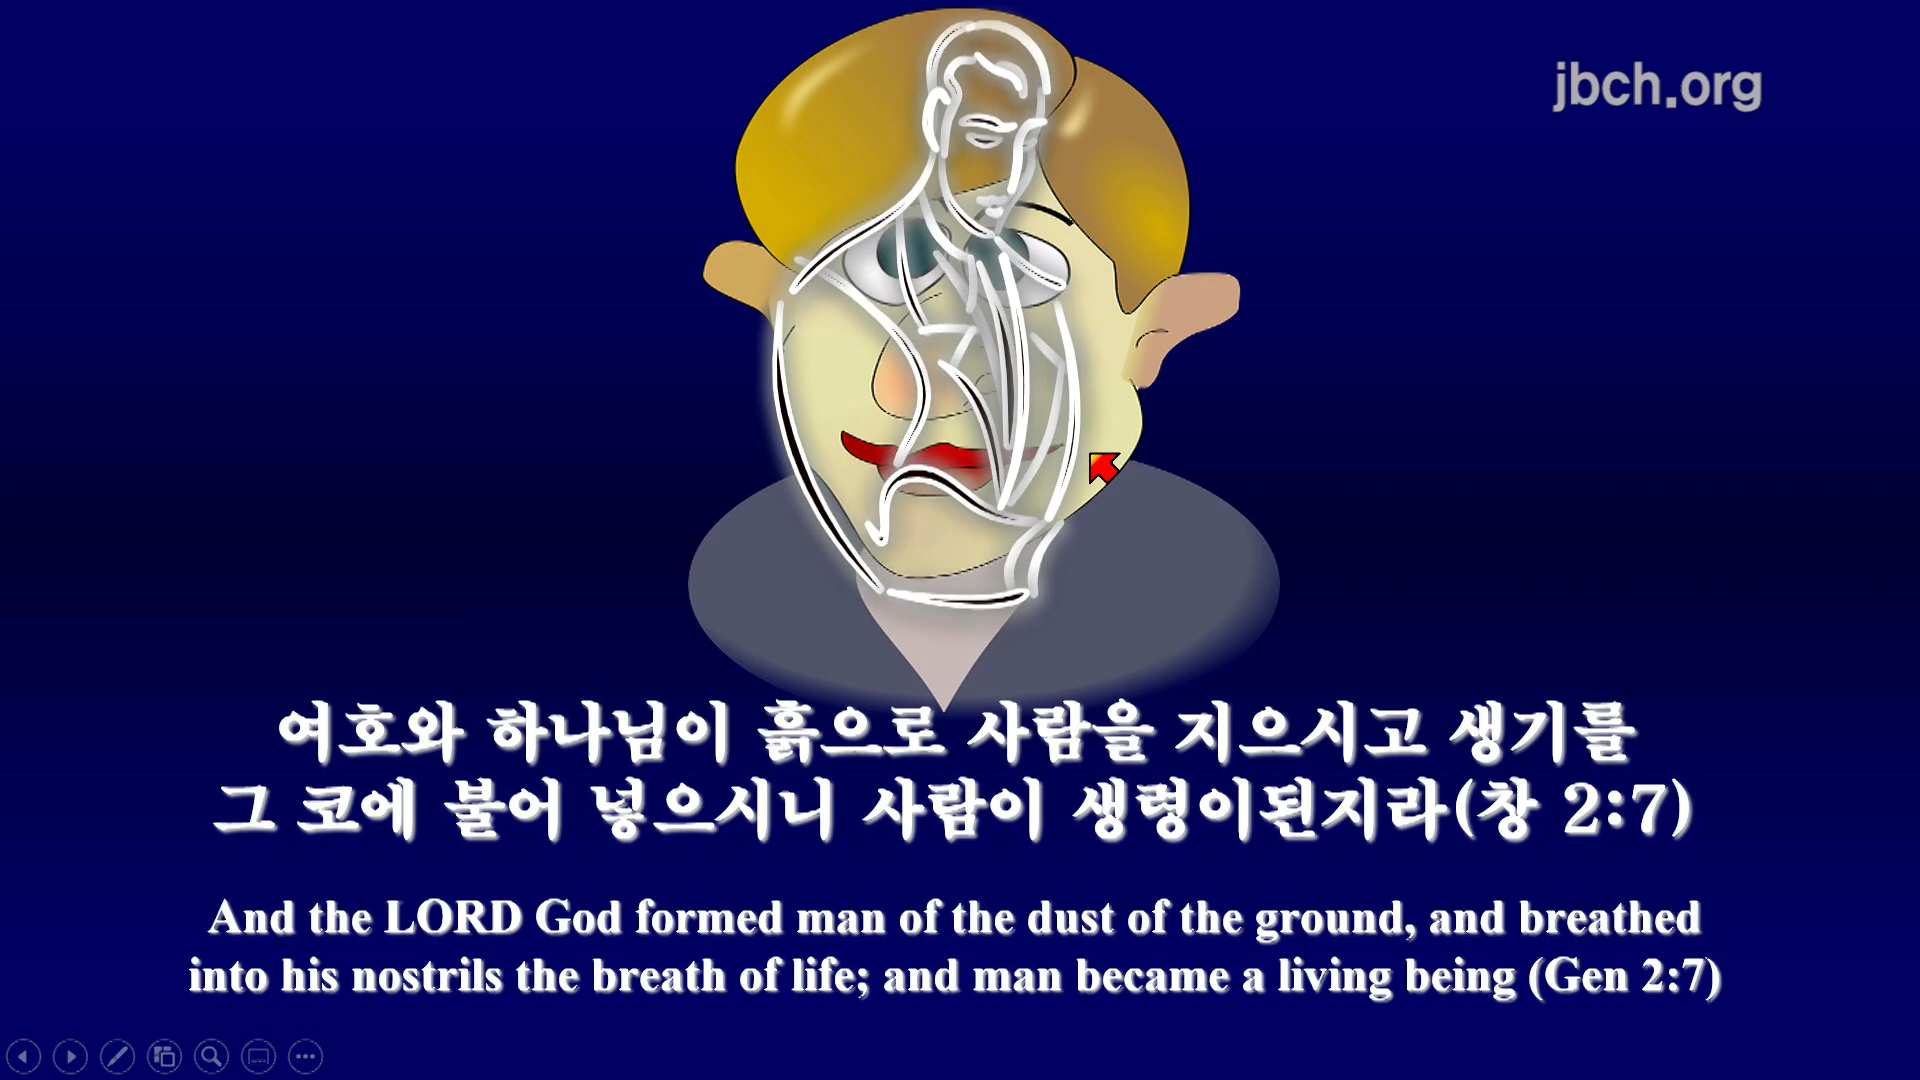 jbch.org
여호와 하나님이 흙으로 사람을 지으시고 생기를
그 코에 불어 넣으시니 사람이 생령이된지라(창 2:7)
And the LORD God formed man of the dust of the ground, and breathed
into his nostrils the breath of life; and man became a living being (Gen 2:7)